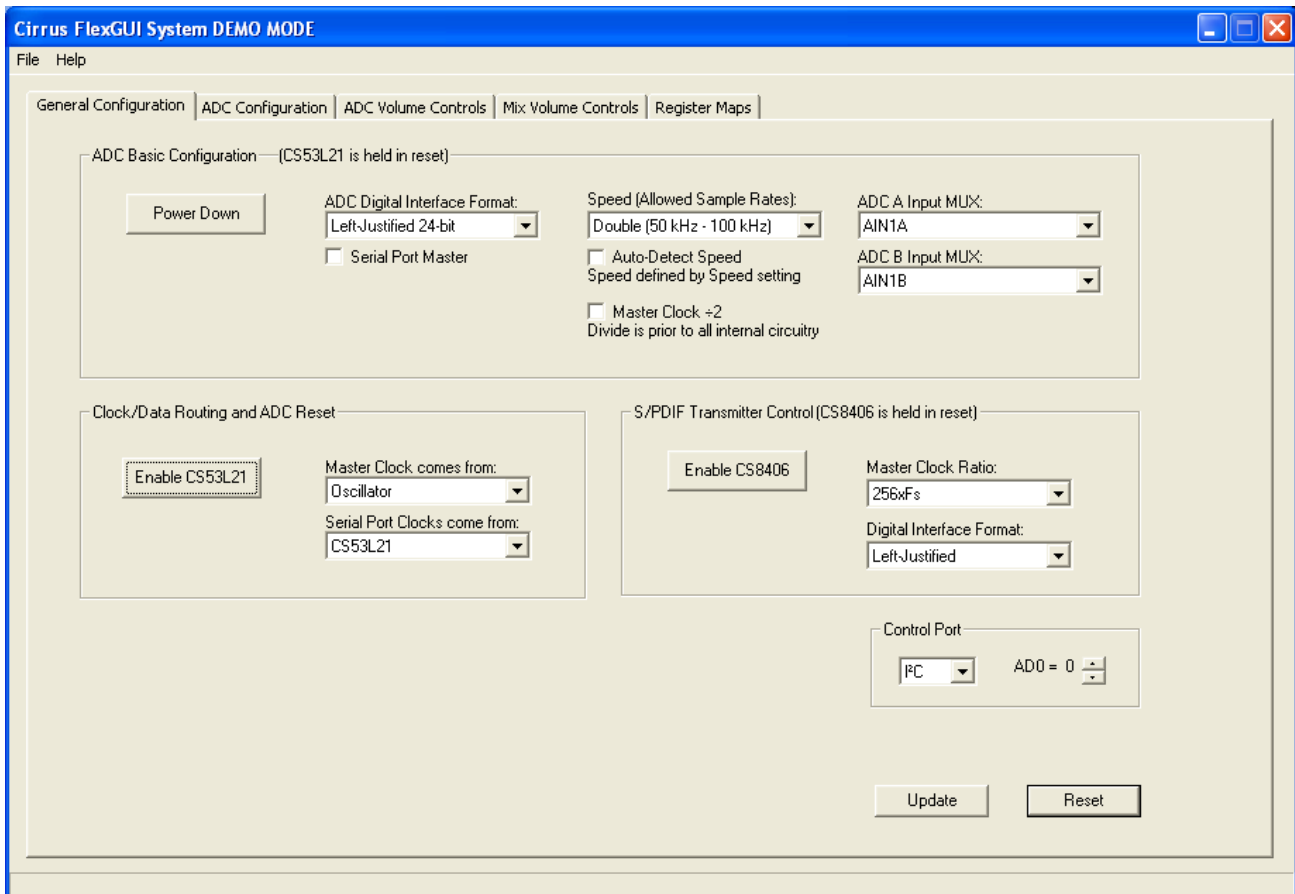 Cirrus FlexGUI System DEMO MODE
File Help
General Configuration ADC Configuration ADC Volume Controls Mix Volume Controls Register Maps
ADC Basic Configuration (CS53L21 is held in reset)
Power Down
ADC Digital Interface Format:
Left-Justified 24-bit
Serial Port Master
Speed (Allowed Sample Rates):
Double (50 kHz - 100 kHz)
Auto-Detect Speed
Speed defined by Speed setting
Master Clock ÷2
Divide is prior to all internal circuitry
ADC A Input MUX:
AIN1A
ADC B Input MUX:
AIN1B
Clock/Data Routing and ADC Reset
Enable CS53L21
Master Clock comes from:
Oscillator
Serial Port Clocks come from:
CS53L21
S/PDIF Transmitter Control (CS8406 is held in reset)
Enable CS8406
Master Clock Ratio:
256xFs
Digital Interface Format:
Left-Justified
Control Port
I²C
AD0 = 0
Update
Reset